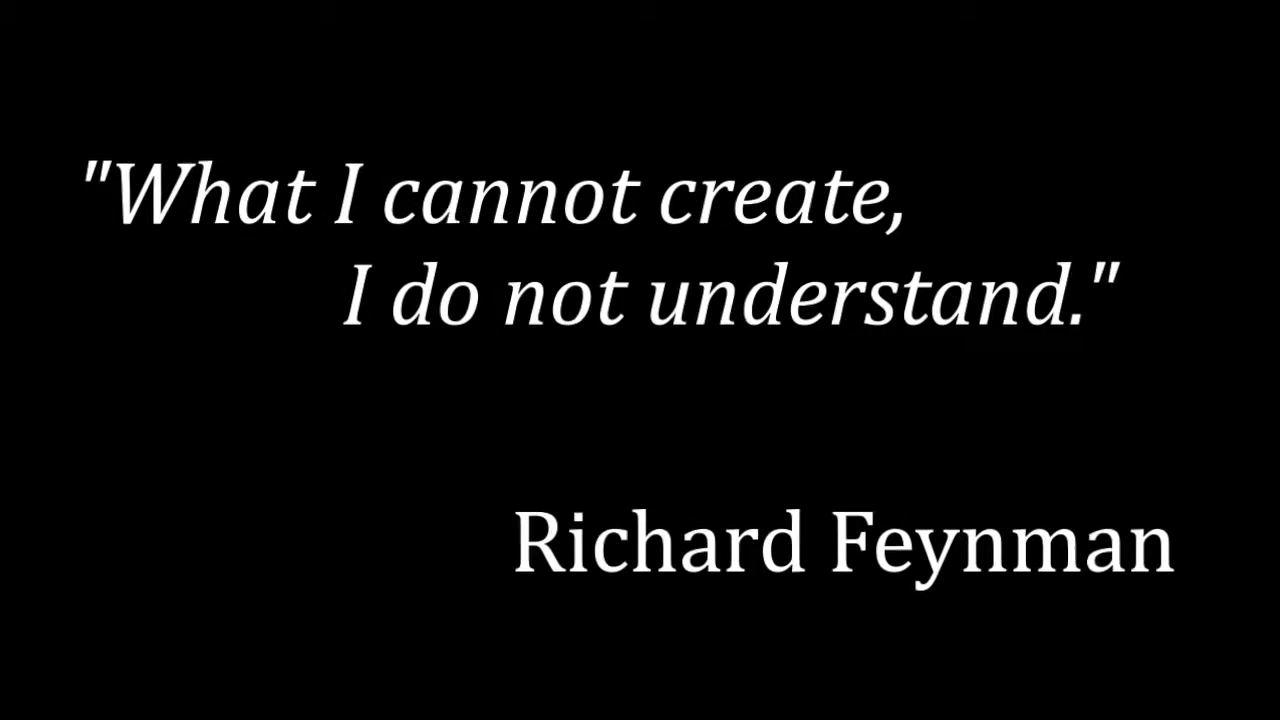 "What I cannot create,
I do not understand."
Richard Feynman